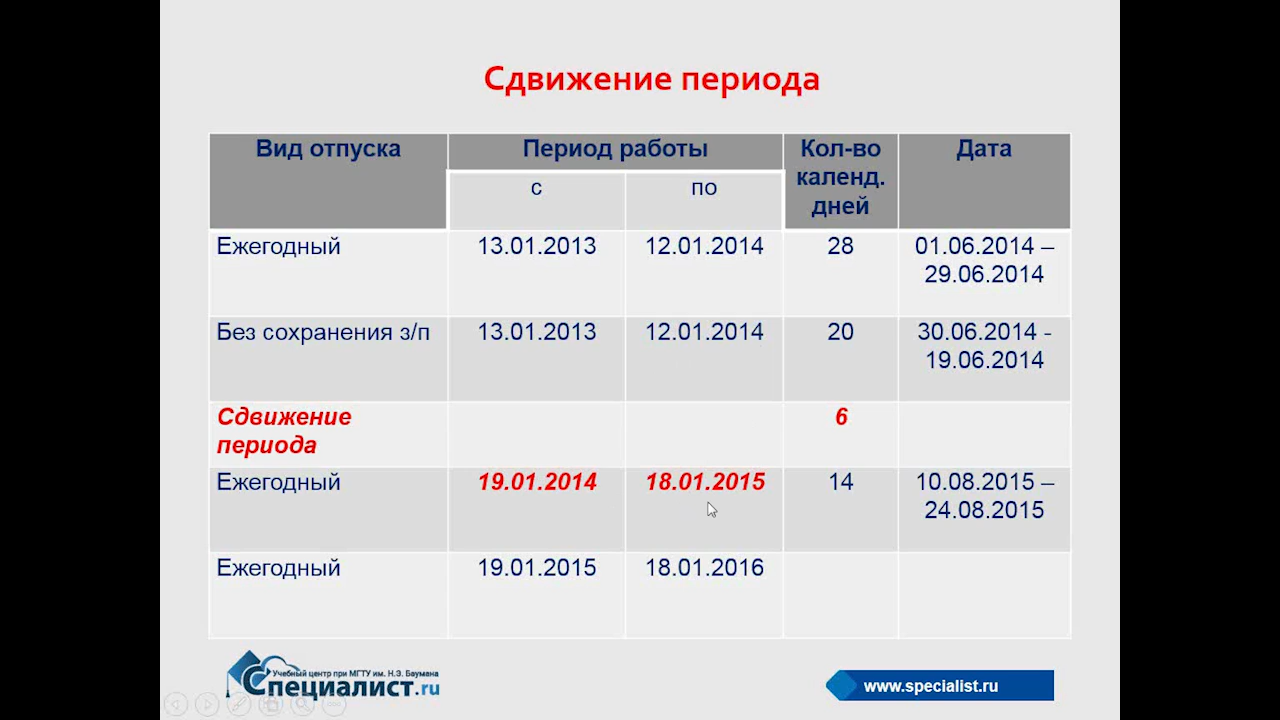 Сдвижение периода
Вид отпуска
Период работы
Кол-во
календ.
дней
Дата
с
по
Ежегодный
13.01.2013
12.01.2014
28
01.06.2014 –
29.06.2014
Без сохранения з/п
13.01.2013
12.01.2014
20
30.06.2014 -
19.06.2014
Сдвижение
периода
6
Ежегодный
19.01.2014
18.01.2015
14
10.08.2015 –
24.08.2015
Ежегодный
19.01.2015
18.01.2016
Учебный центр при МГТУ им. Н.Э. Баумана
Специалист.ru
www.specialist.ru